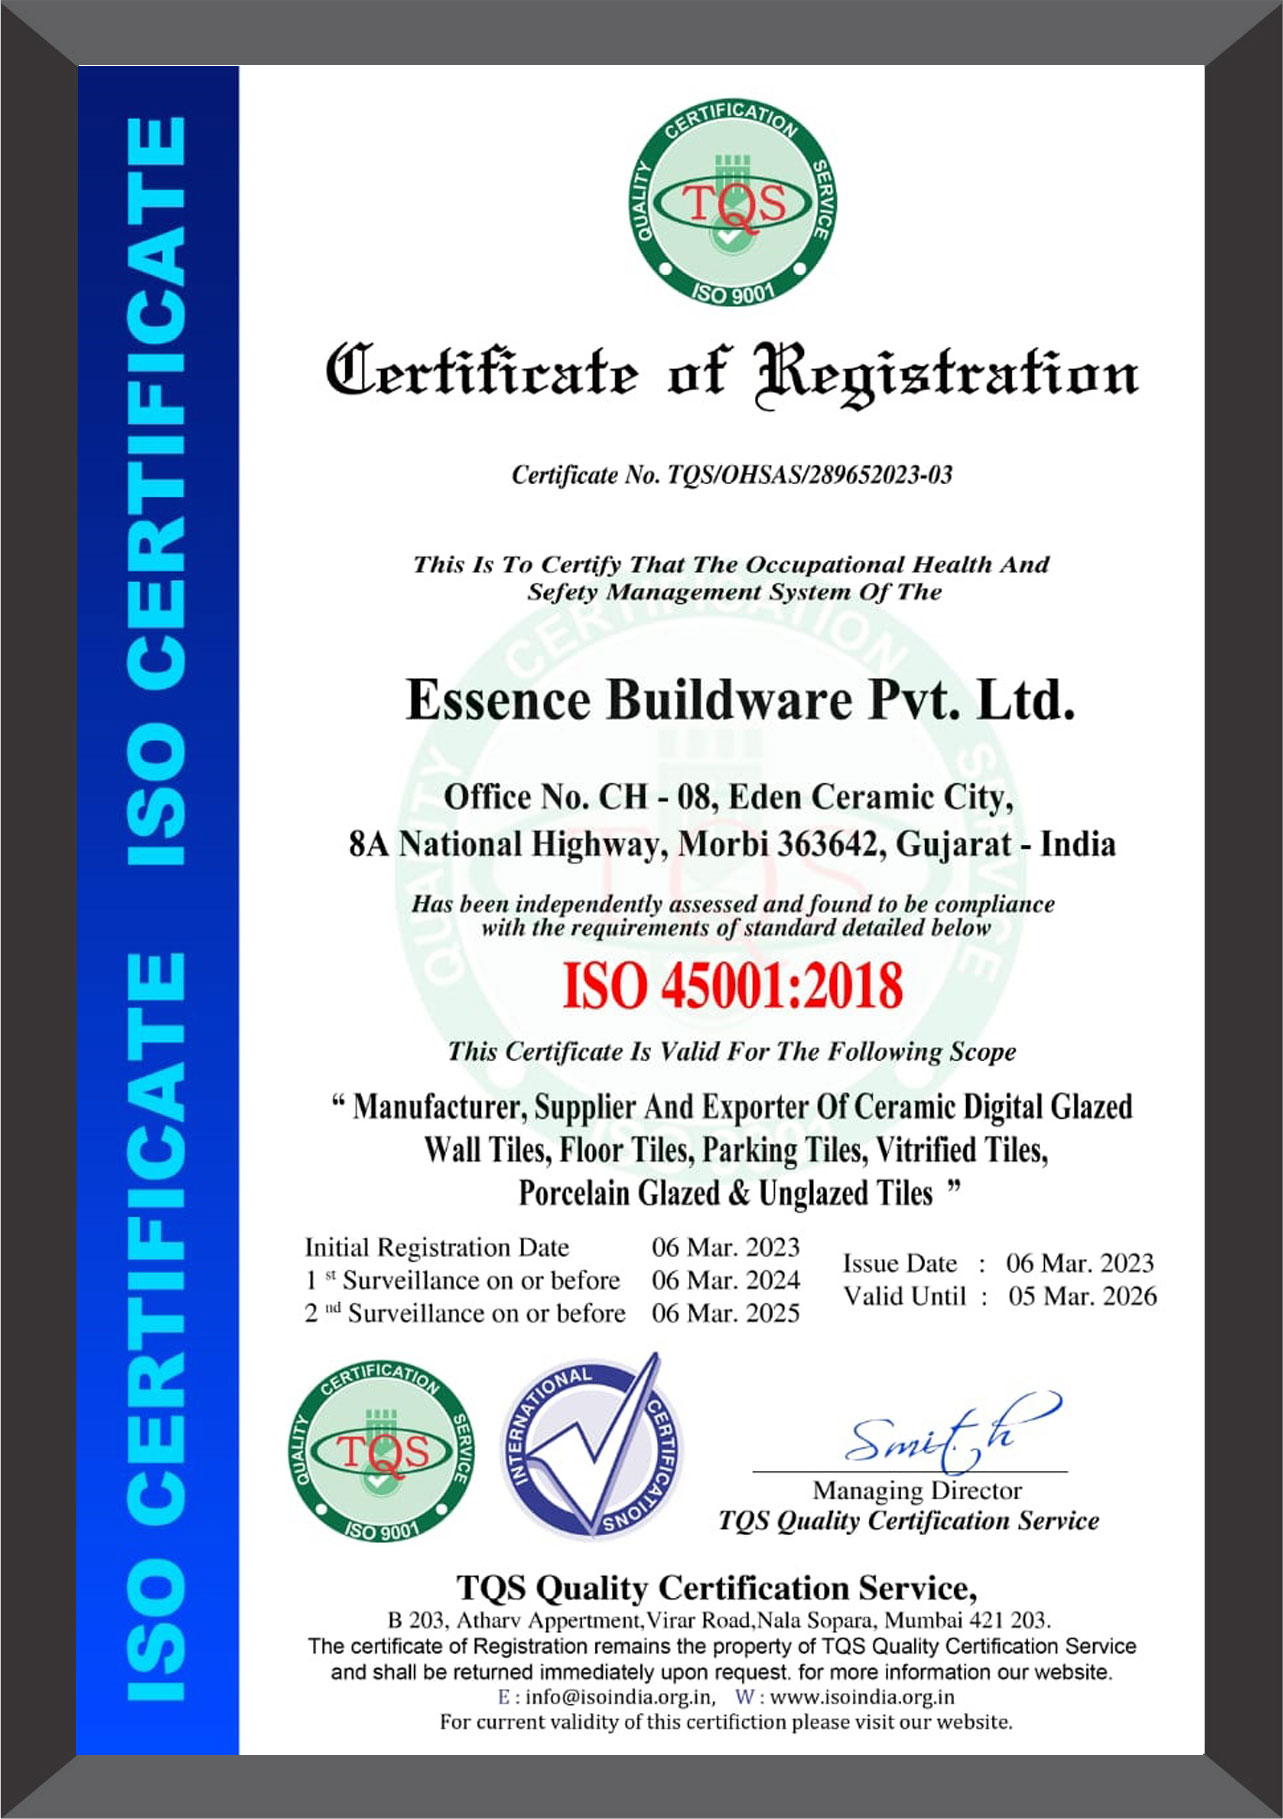 ISO CERTIFICATE ISO CERTIFICATE
QUALITY CERTIFICATION SERVICE
TQS
ISO 9001
Certificate of Registration
Certificate No. TQS/OHSAS/289652023-03
This Is To Certify That The Occupational Health And
Sefety Management System Of The
Essence Buildware Pvt. Ltd.
Office No. CH - 08, Eden Ceramic City,
8A National Highway, Morbi 363642, Gujarat - India
Has been independently assessed and found to be compliance
with the requirements of standard detailed below
ISO 45001:2018
This Certificate Is Valid For The Following Scope
“ Manufacturer, Supplier And Exporter Of Ceramic Digital Glazed
Wall Tiles, Floor Tiles, Parking Tiles, Vitrified Tiles,
Porcelain Glazed & Unglazed Tiles ”
Initial Registration Date 06 Mar. 2023
1 st Surveillance on or before 06 Mar. 2024
2 nd Surveillance on or before 06 Mar. 2025
Issue Date : 06 Mar. 2023
Valid Until : 05 Mar. 2026
QUALITY CERTIFICATION SERVICE
TQS
ISO 9001
INTERNATIONAL CERTIFICATIONS
Smit.h
Managing Director
TQS Quality Certification Service
TQS Quality Certification Service,
B 203, Atharv Appertment,Virar Road,Nala Sopara, Mumbai 421 203.
The certificate of Registration remains the property of TQS Quality Certification Service
and shall be returned immediately upon request. for more information our website.
E : info@isoindia.org.in, W : www.isoindia.org.in
For current validity of this certifiction please visit our website.
QUALITY CERTIFICATION SERVICE
TQS
ISO 9001